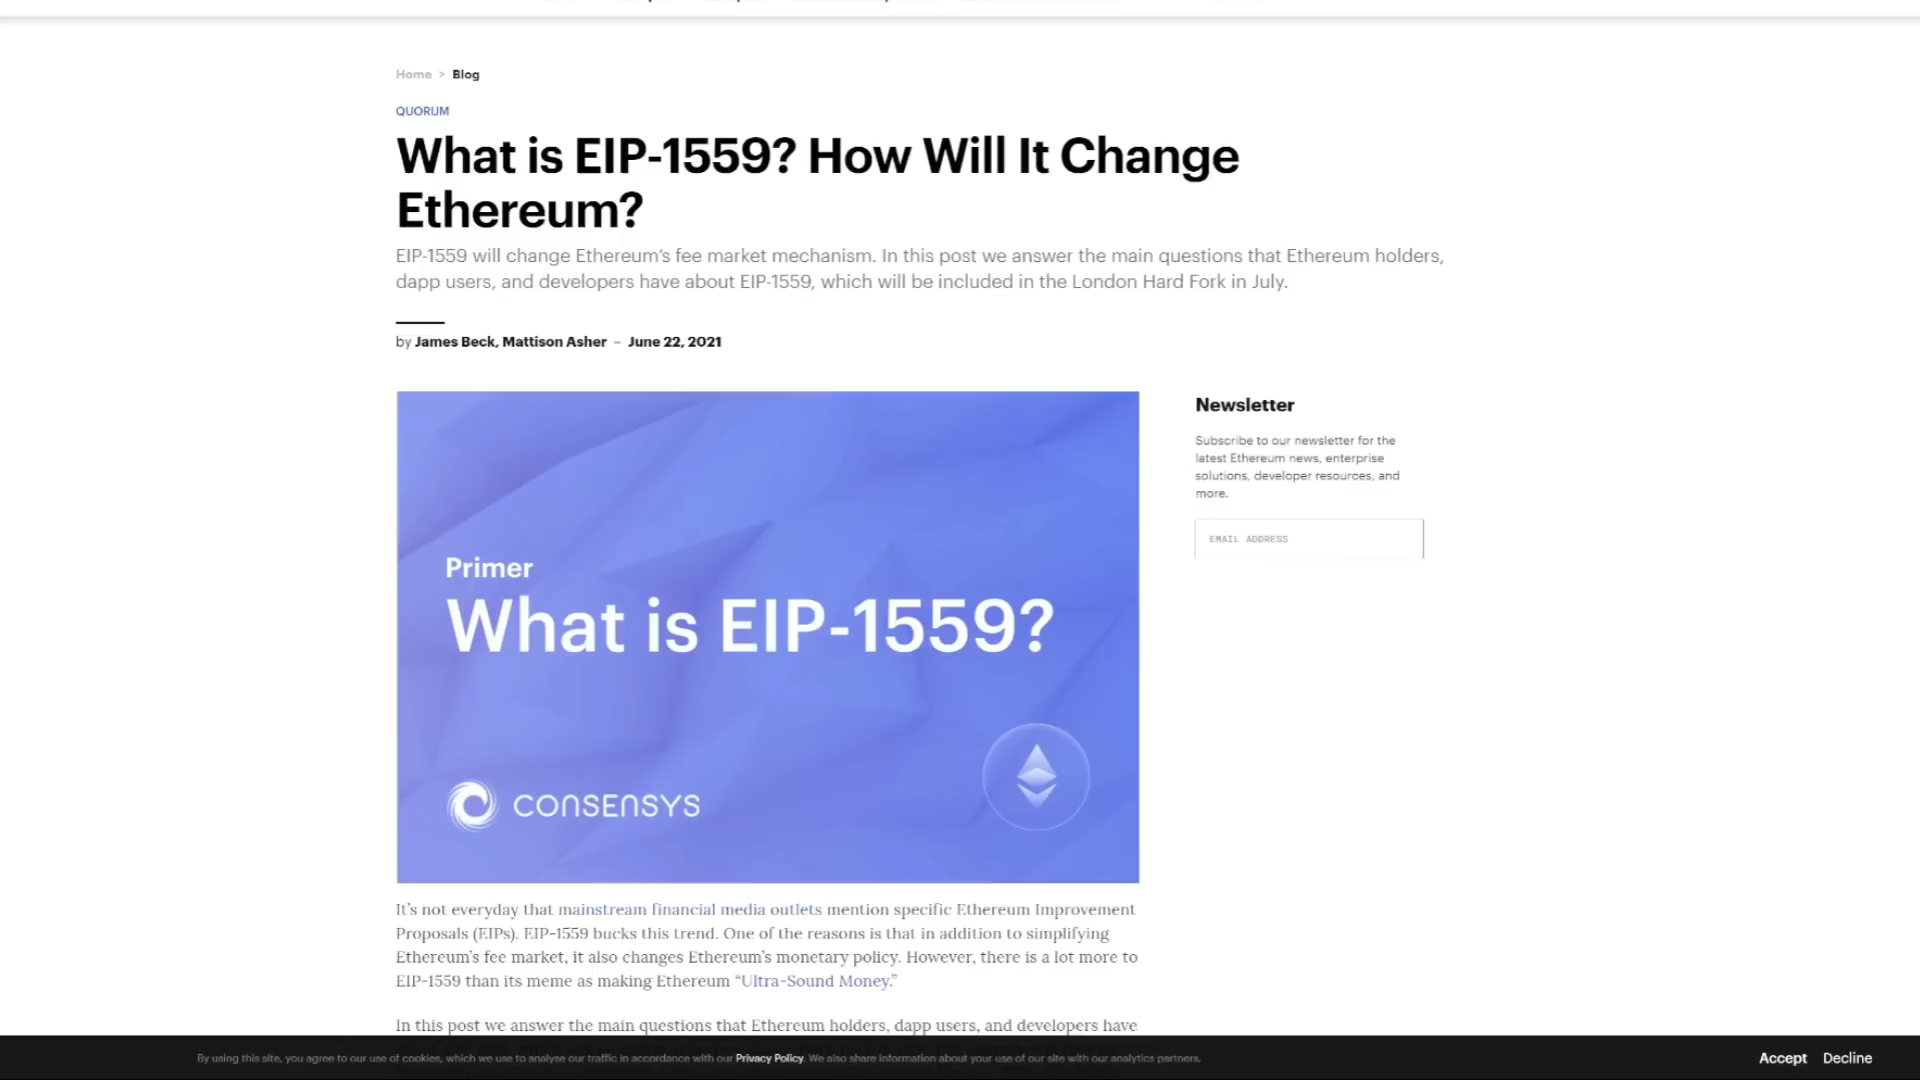 Home > Blog
QUORUM
What is EIP-1559? How Will It Change
Ethereum?
EIP-1559 will change Ethereum's fee market mechanism. In this post we answer the main questions that Ethereum holders,
dapp users, and developers have about EIP-1559, which will be included in the London Hard Fork in July.
by James Beck, Mattison Asher – June 22, 2021
Primer
What is EIP-1559?
CONSENSYS
Newsletter
Subscribe to our newsletter for the
latest Ethereum news, enterprise
solutions, developer resources, and
more.
EMAIL ADDRESS
It's not everyday that mainstream financial media outlets mention specific Ethereum Improvement
Proposals (EIPs). EIP-1559 bucks this trend. One of the reasons is that in addition to simplifying
Ethereum's fee market, it also changes Ethereum's monetary policy. However, there is a lot more to
EIP-1559 than its meme as making Ethereum “Ultra-Sound Money.”
In this post we answer the main questions that Ethereum holders, dapp users, and developers have
By using this site, you agree to our use of cookies, which we use to analyse our traffic in accordance with our Privacy Policy. We also share information about your use of our site with our analytics partners.
Accept Decline